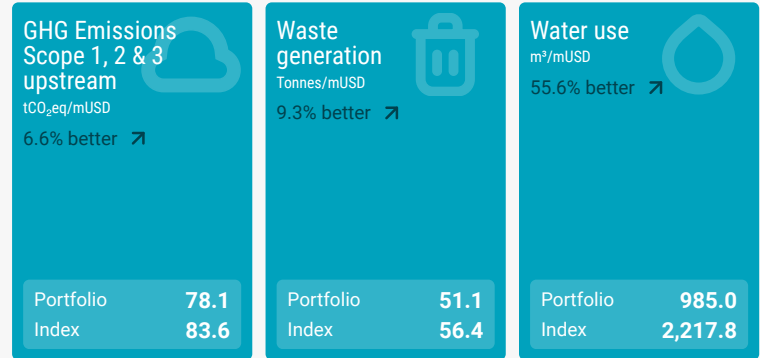 GHG Emissions
Scope 1, 2 & 3
upstream
tCO₂eq/mUSD
6.6% better
Portfolio 78.1
Index 83.6
Waste
generation
Tonnes/mUSD
9.3% better
Portfolio 51.1
Index 56.4
Water use
m³/mUSD
55.6% better
Portfolio 985.0
Index 2,217.8